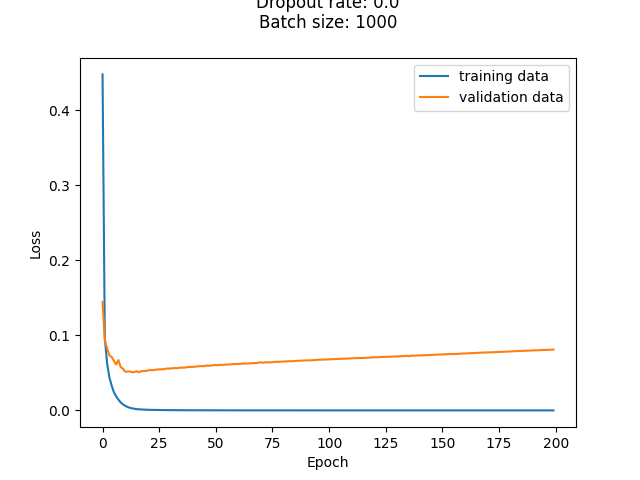 Dropout rate: 0.0
Batch size: 1000
training data
validation data
0.4
0.3
0.2
0.1
0.0
Loss
0 25 50 75 100 125 150 175 200
Epoch